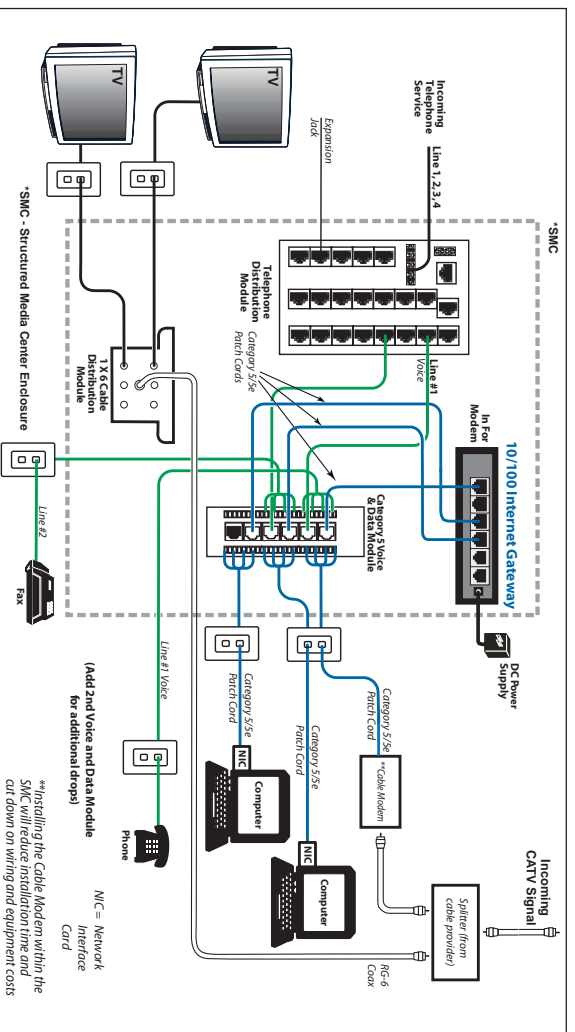 *SMC
Incoming
CATV Signal
Splitter (from
cable provider)
RG-6
Coax
DC Power
Supply
10/100 Internet Gateway
In For
Modem
Incoming
Telephone
Service
Line 1, 2, 3, 4
Expansion
Jack
Line #1
Voice
Telephone
Distribution
Module
Category 5/5e
Patch Cords
Category 5 Voice
& Data Module
Category 5/5e
Patch Cord
**Cable Modem
Category 5/5e
Patch Cord
NIC
Computer
Category 5/5e
Patch Cord
NIC
Computer
TV
TV
1 X 6 Cable
Distribution
Module
Line #1 Voice
Phone
Line #2
Fax
*SMC - Structured Media Center Enclosure
(Add 2nd Voice and Data Module
for additional drops)
NIC = Network
Interface
Card
**Installing the Cable Modem within the
SMC will reduce installation time and
cut down on wiring and equipment costs